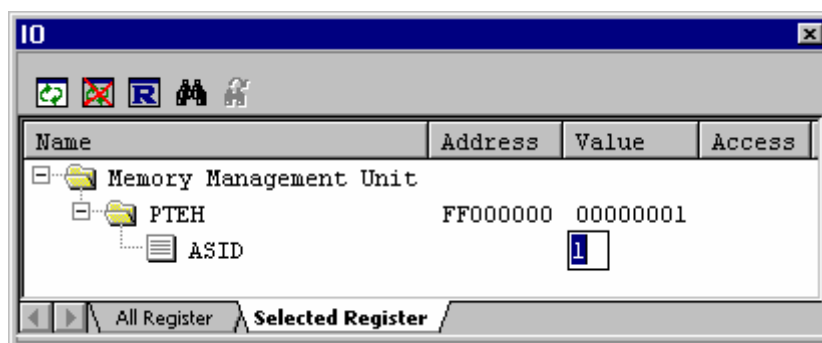 IO
R
Name Address Value Access
Memory Management Unit
PTEH FF000000 00000001
ASID 1
All Register Selected Register